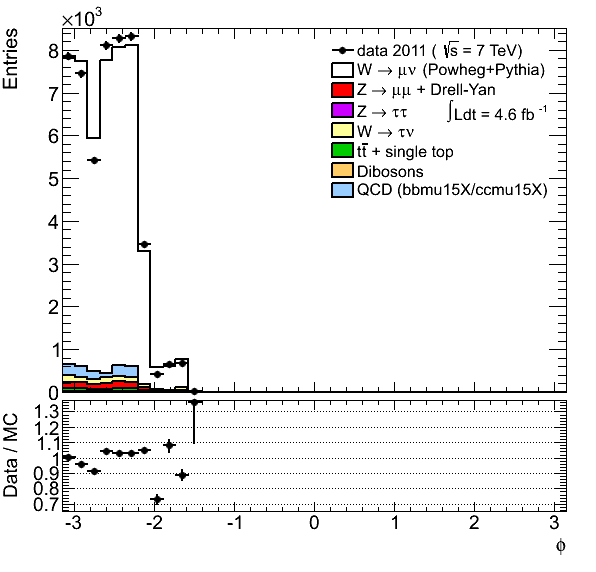 ×10³
Entries
data 2011 ( √s = 7 TeV)
W → μν (Powheg+Pythia)
Z → μμ + Drell-Yan
Z → ττ ∫Ldt = 4.6 fb⁻¹
W → τν
tt̄ + single top
Dibosons
QCD (bbmu15X/ccmu15X)
8
7
6
5
4
3
2
1
0
Data / MC
1.3
1.2
1.1
1
0.9
0.8
0.7
-3 -2 -1 0 1 2 3
ϕ